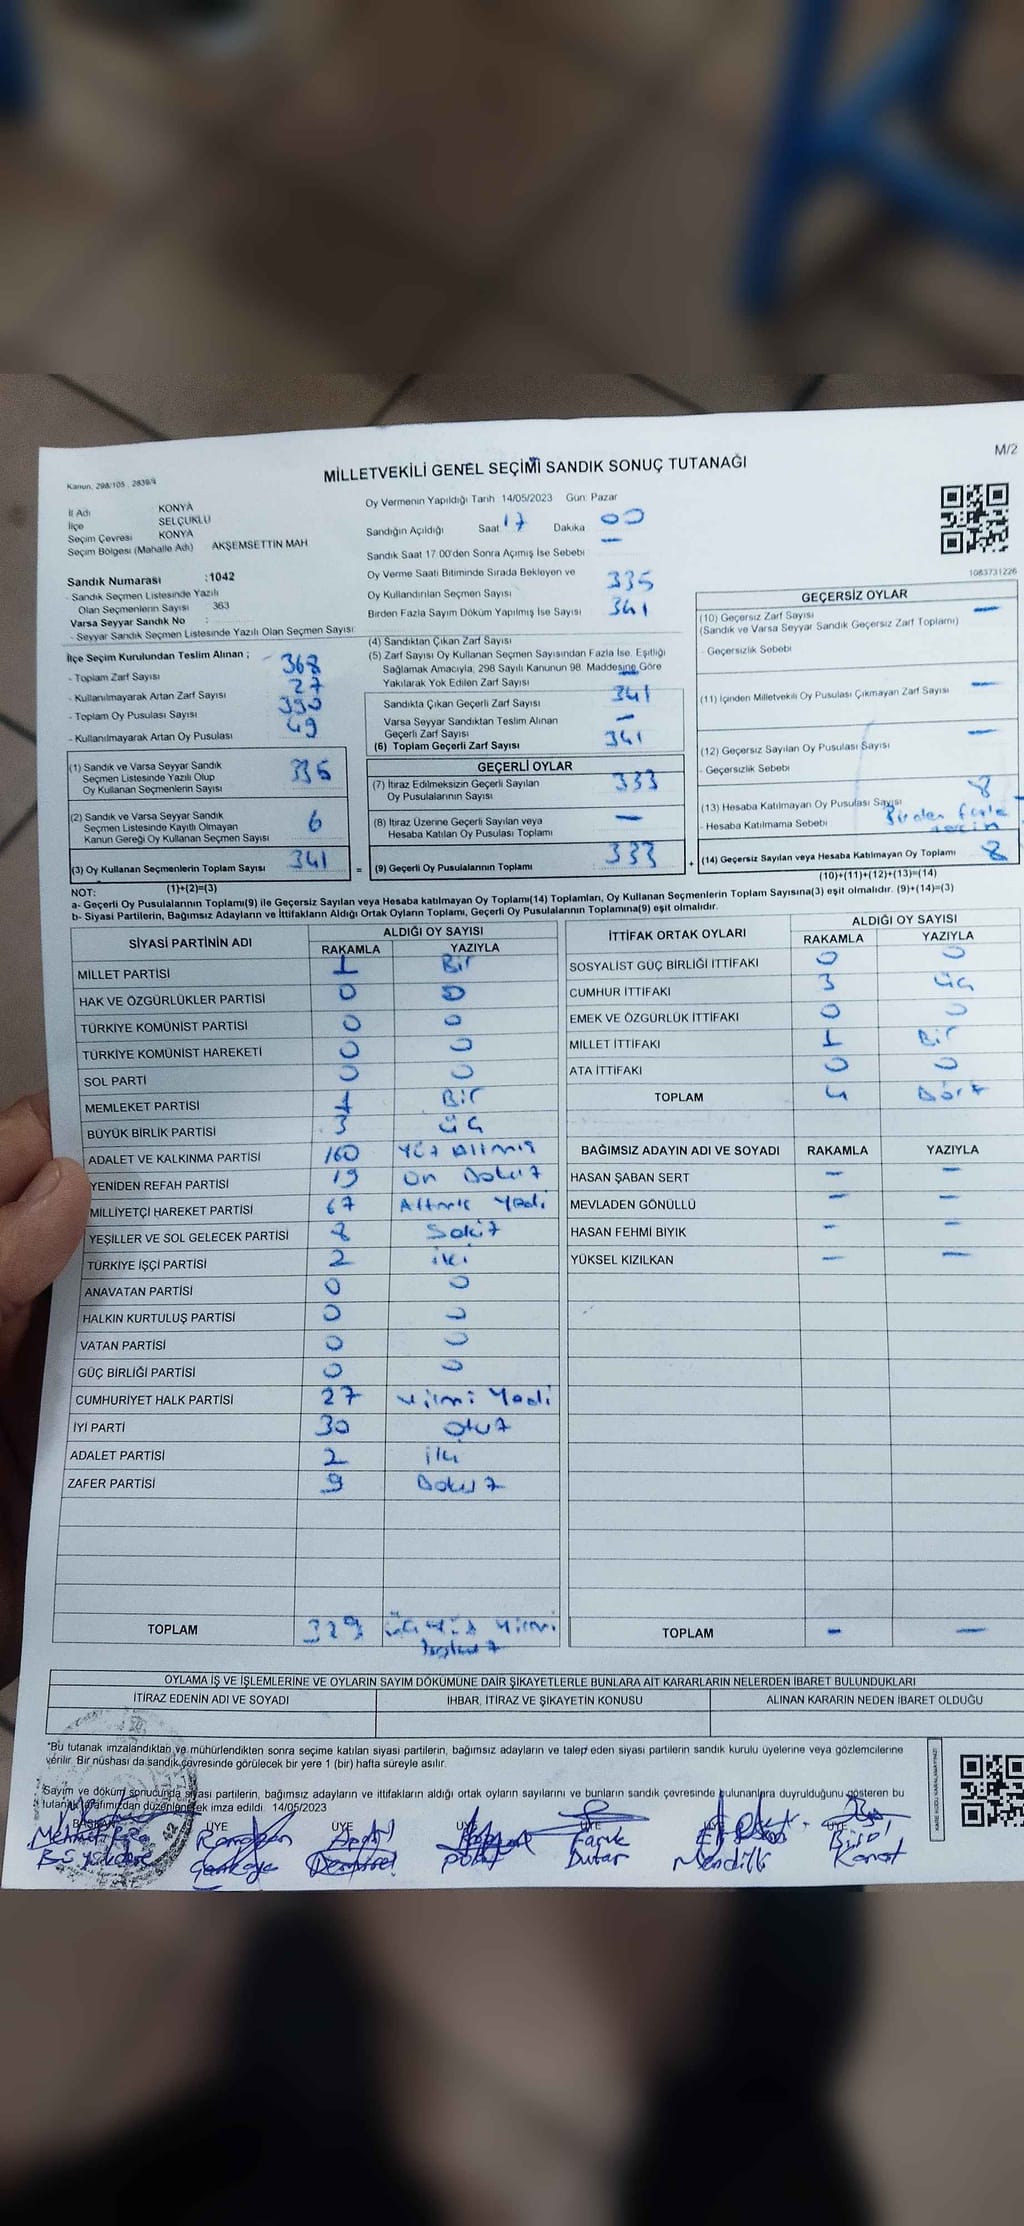 M/2
Kanun, 298/105 , 2839/4
MİLLETVEKİLİ GENEL SEÇİMİ SANDIK SONUÇ TUTANAĞI
İl Adı KONYA
İlçe SELÇUKLU
Seçim Çevresi KONYA
Seçim Bölgesi (Mahalle Adı) AKŞEMSETTİN MAH
Sandık Numarası :1042
- Sandık Seçmen Listesinde Yazılı
Olan Seçmenlerin Sayısı 363
Varsa Seyyar Sandık No :
- Seyyar Sandık Seçmen Listesinde Yazılı Olan Seçmen Sayısı
Oy Vermenin Yapıldığı Tarih :14/05/2023 Gün: Pazar
Sandığın Açıldığı Saat 17 Dakika 00
Sandık Saat 17:00'den Sonra Açılmış İse Sebebi —
Oy Verme Saati Bitiminde Sırada Bekleyen ve
Oy Kullandırılan Seçmen Sayısı 335
Birden Fazla Sayım Döküm Yapılmış İse Sayısı 341
1083731226
İlçe Seçim Kurulundan Teslim Alınan ;
- Toplam Zarf Sayısı 368
- Kullanılmayarak Artan Zarf Sayısı 27
- Toplam Oy Pusulası Sayısı 390
- Kullanılmayarak Artan Oy Pusulası 49
(1) Sandık ve Varsa Seyyar Sandık
Seçmen Listesinde Yazılı Olup
Oy Kullanan Seçmenlerin Sayısı 335
(2) Sandık ve Varsa Seyyar Sandık
Seçmen Listesinde Kayıtlı Olmayan
Kanun Gereği Oy Kullanan Seçmen Sayısı 6
(3) Oy Kullanan Seçmenlerin Toplam Sayısı 341
(1)+(2)=(3)
(4) Sandıktan Çıkan Zarf Sayısı
(5) Zarf Sayısı Oy Kullanan Seçmen Sayısından Fazla İse, Eşitliği
Sağlamak Amacıyla; 298 Sayılı Kanunun 98. Maddesine Göre
Yakılarak Yok Edilen Zarf Sayısı —
Sandıkta Çıkan Geçerli Zarf Sayısı 341
Varsa Seyyar Sandıktan Teslim Alınan
Geçerli Zarf Sayısı —
(6) Toplam Geçerli Zarf Sayısı 341
GEÇERLİ OYLAR
(7) İtiraz Edilmeksizin Geçerli Sayılan
Oy Pusulalarının Sayısı 333
(8) İtiraz Üzerine Geçerli Sayılan veya
Hesaba Katılan Oy Pusulası Toplamı —
= (9) Geçerli Oy Pusulalarının Toplamı 333
GEÇERSİZ OYLAR
(10) Geçersiz Zarf Sayısı —
(Sandık ve Varsa Seyyar Sandık Geçersiz Zarf Toplamı)
- Geçersizlik Sebebi
(11) İçinden Milletvekili Oy Pusulası Çıkmayan Zarf Sayısı —
(12) Geçersiz Sayılan Oy Pusulası Sayısı —
- Geçersizlik Sebebi
(13) Hesaba Katılmayan Oy Pusulası Sayısı 8
- Hesaba Katılmama Sebebi Birden fazla
seçim
+ (14) Geçersiz Sayılan veya Hesaba Katılmayan Oy Toplamı 8
(10)+(11)+(12)+(13)=(14)
NOT:
a- Geçerli Oy Pusulalarının Toplamı(9) ile Geçersiz Sayılan veya Hesaba katılmayan Oy Toplamı(14) Toplamları, Oy Kullanan Seçmenlerin Toplam Sayısına(3) eşit olmalıdır. (9)+(14)=(3)
b- Siyasi Partilerin, Bağımsız Adayların ve İttifakların Aldığı Ortak Oyların Toplamı, Geçerli Oy Pusulalarının Toplamına(9) eşit olmalıdır.
SİYASİ PARTİNİN ADI ALDIĞI OY SAYISI
RAKAMLA YAZIYLA
MİLLET PARTİSİ 1 Bir
HAK VE ÖZGÜRLÜKLER PARTİSİ 0 0
TÜRKİYE KOMÜNİST PARTİSİ 0 0
TÜRKİYE KOMÜNİST HAREKETİ 0 0
SOL PARTİ 0 0
MEMLEKET PARTİSİ 1 Bir
BÜYÜK BİRLİK PARTİSİ 3 üç
ADALET VE KALKINMA PARTİSİ 160 Yüz Altmış
YENİDEN REFAH PARTİSİ 19 On Dokuz
MİLLİYETÇİ HAREKET PARTİSİ 67 Altmış Yedi
YEŞİLLER VE SOL GELECEK PARTİSİ 8 Sekiz
TÜRKİYE İŞÇİ PARTİSİ 2 iki
ANAVATAN PARTİSİ 0 0
HALKIN KURTULUŞ PARTİSİ 0 0
VATAN PARTİSİ 0 0
GÜÇ BİRLİĞİ PARTİSİ 0 0
CUMHURİYET HALK PARTİSİ 27 Yirmi Yedi
İYİ PARTİ 30 Otuz
ADALET PARTİSİ 2 iki
ZAFER PARTİSİ 9 Dokuz
TOPLAM 329 üçyüz Yirmi
dokuz
İTTİFAK ORTAK OYLARI ALDIĞI OY SAYISI
RAKAMLA YAZIYLA
SOSYALİST GÜÇ BİRLİĞİ İTTİFAKI 0 0
CUMHUR İTTİFAKI 3 üç
EMEK VE ÖZGÜRLÜK İTTİFAKI 0 0
MİLLET İTTİFAKI 1 Bir
ATA İTTİFAKI 0 0
TOPLAM 4 Dört
BAĞIMSIZ ADAYIN ADI VE SOYADI RAKAMLA YAZIYLA
HASAN ŞABAN SERT — —
MEVLADEN GÖNÜLLÜ — —
HASAN FEHMİ BIYIK — —
YÜKSEL KIZILKAN — —
TOPLAM — —
OYLAMA İŞ VE İŞLEMLERİNE VE OYLARIN SAYIM DÖKÜMÜNE DAİR ŞİKAYETLERLE BUNLARA AİT KARARLARIN NELERDEN İBARET BULUNDUKLARI
İTİRAZ EDENİN ADI VE SOYADI İHBAR, İTİRAZ VE ŞİKAYETİN KONUSU ALINAN KARARIN NEDEN İBARET OLDUĞU
"Bu tutanak imzalandıktan ve mühürlendikten sonra seçime katılan siyasi partilerin, bağımsız adayların ve talep eden siyasi partilerin sandık kurulu üyelerine veya gözlemcilerine
verilir. Bir nüshası da sandık çevresinde görülecek bir yere 1 (bir) hafta süreyle asılır.
Sayım ve döküm sonucunda siyasi partilerin, bağımsız adayların ve ittifakların aldığı ortak oyların sayılarını ve bunların sandık çevresinde bulunanlara duyrulduğunu gösteren bu
tutanak tarafımızdan düzenlenerek imza edildi. 14/05/2023
BAŞKAN ÜYE ÜYE ÜYE ÜYE ÜYE
Mehmet Ramazan Faruk Birol
Demirel Polat Dutar Mendilli Kanat